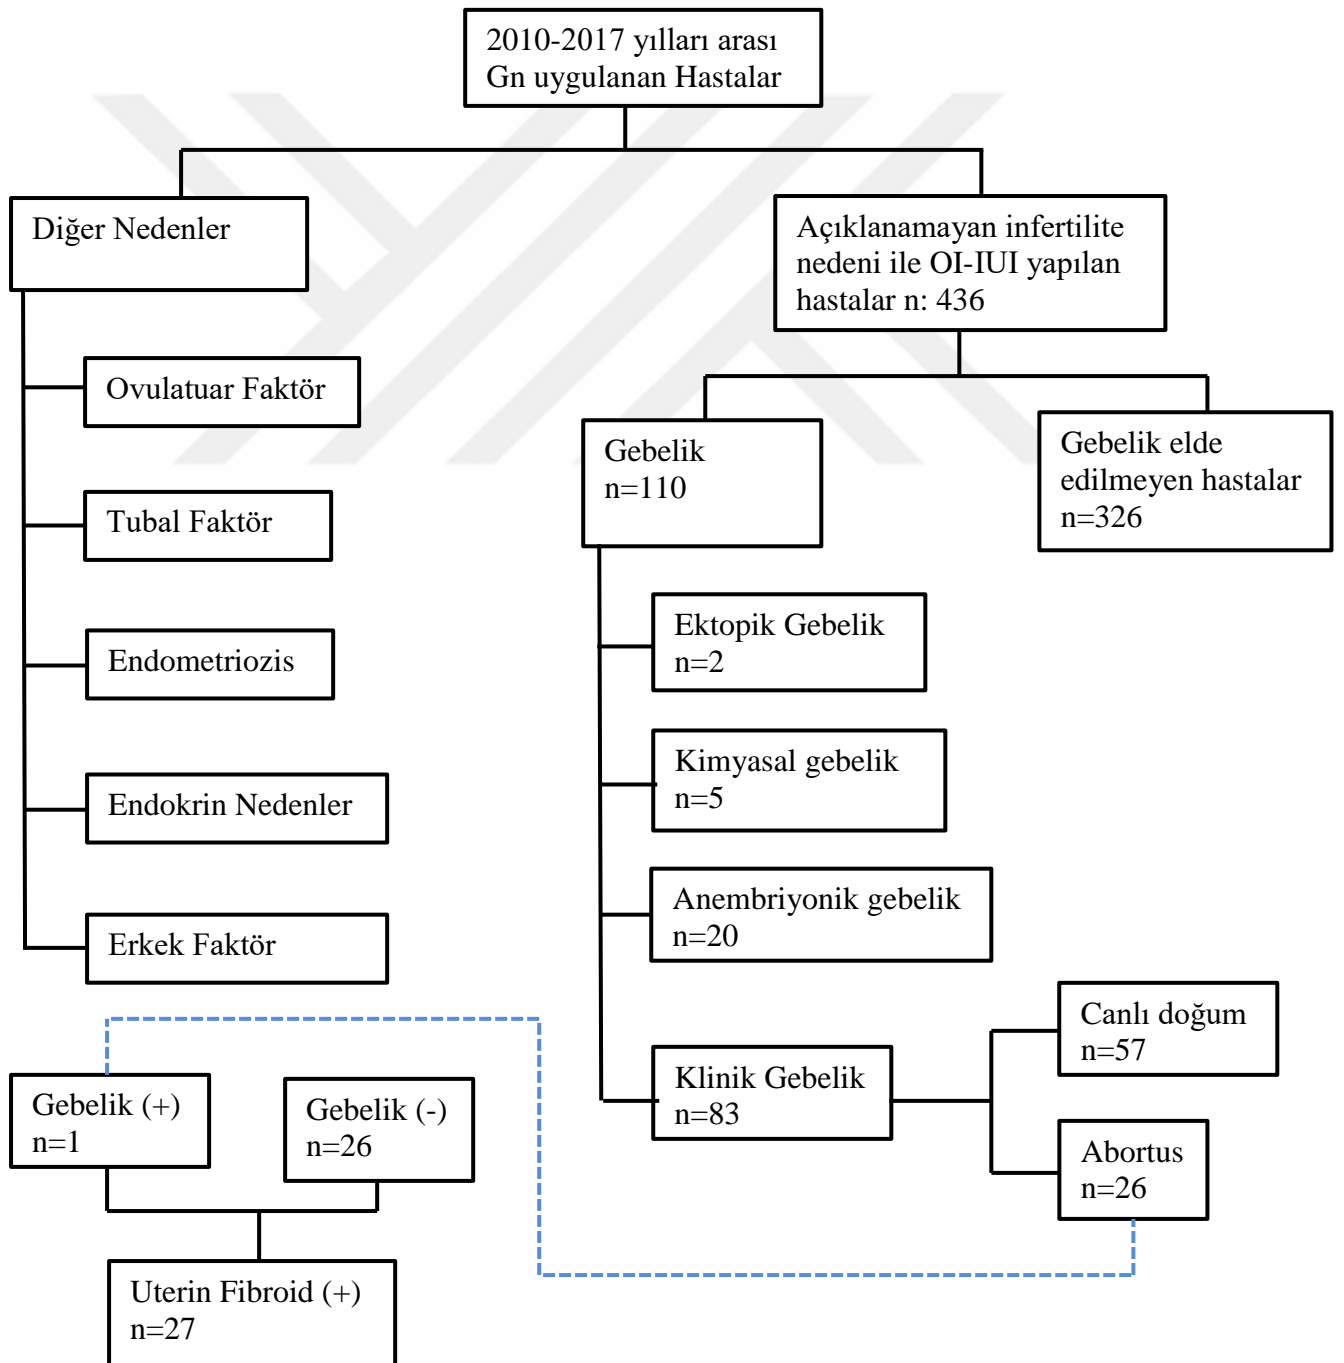 2010-2017 yılları arası
Gn uygulanan Hastalar
Diğer Nedenler
Açıklanamayan infertilite
nedeni ile OI-IUI yapılan
hastalar n: 436
Ovulatuar Faktör
Tubal Faktör
Endometriozis
Endokrin Nedenler
Erkek Faktör
Gebelik
n=110
Gebelik elde
edilmeyen hastalar
n=326
Ektopik Gebelik
n=2
Kimyasal gebelik
n=5
Anembriyonik gebelik
n=20
Klinik Gebelik
n=83
Canlı doğum
n=57
Abortus
n=26
Gebelik (+)
n=1
Gebelik (-)
n=26
Uterin Fibroid (+)
n=27